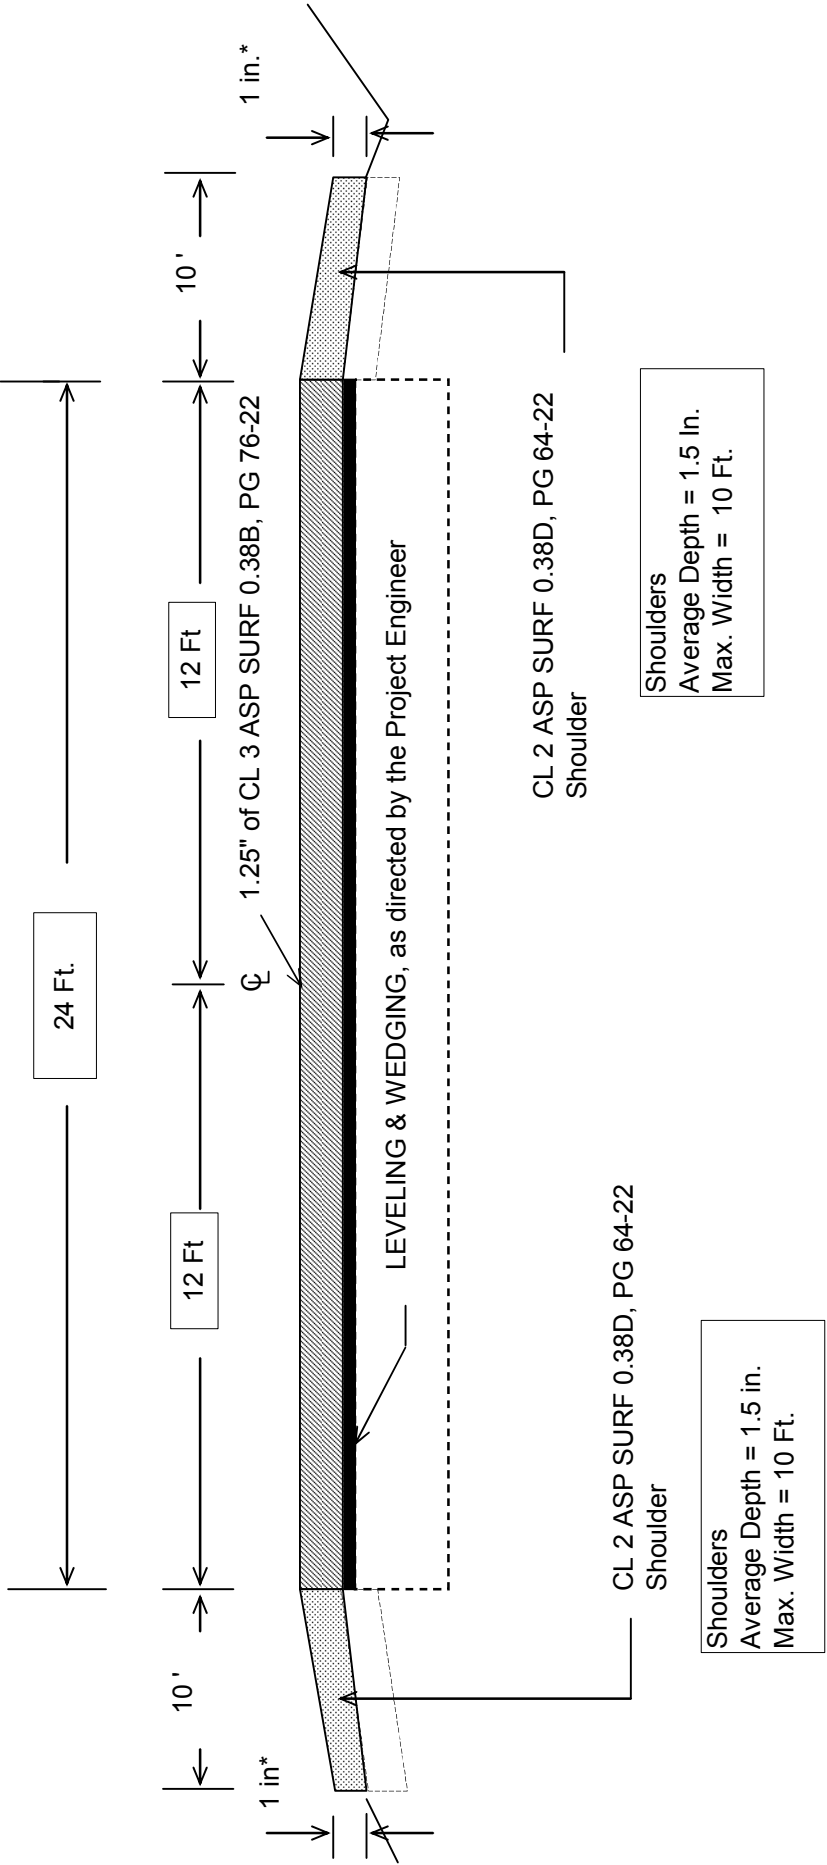 24 Ft.
10 '
12 Ft
12 Ft
10 '
1 in*
1 in.*
℄
1.25" of CL 3 ASP SURF 0.38B, PG 76-22
LEVELING & WEDGING, as directed by the Project Engineer
CL 2 ASP SURF 0.38D, PG 64-22
Shoulder
CL 2 ASP SURF 0.38D, PG 64-22
Shoulder
Shoulders
Average Depth = 1.5 in.
Max. Width = 10 Ft.
Shoulders
Average Depth = 1.5 In.
Max. Width = 10 Ft.